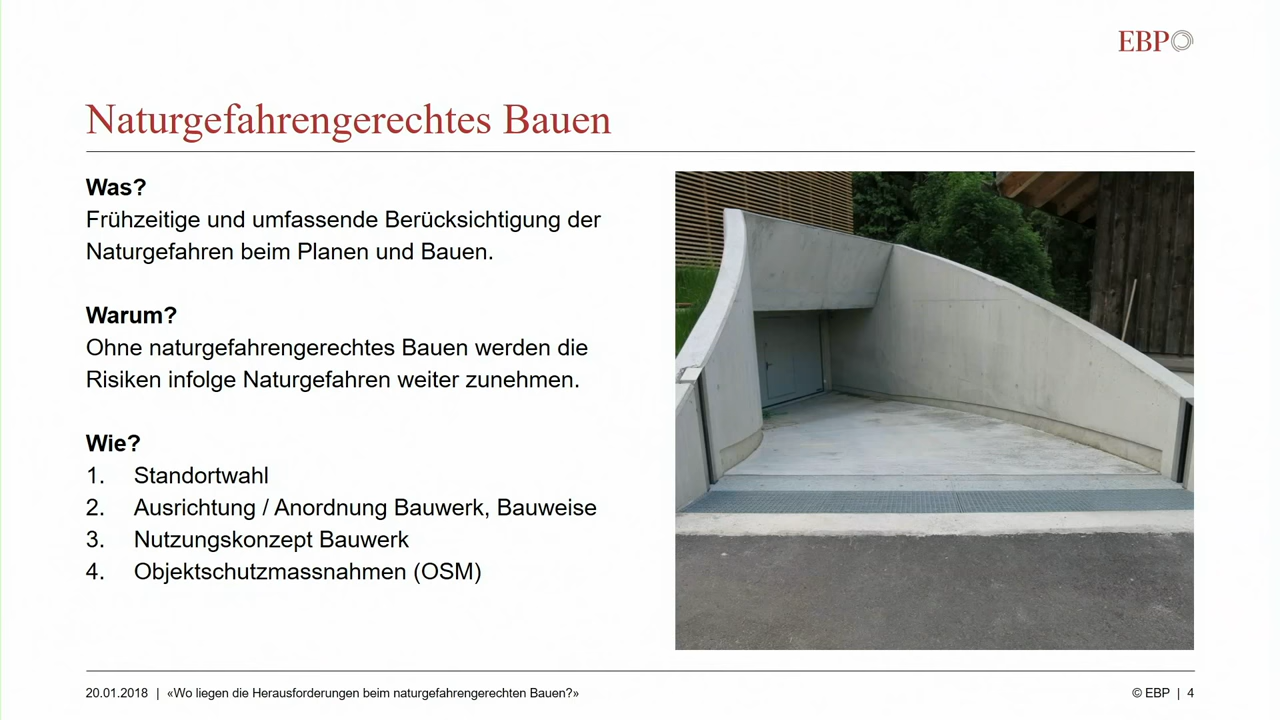 EBP
Naturgefahrengerechtes Bauen
Was?
Frühzeitige und umfassende Berücksichtigung der
Naturgefahren beim Planen und Bauen.
Warum?
Ohne naturgefahrengerechtes Bauen werden die
Risiken infolge Naturgefahren weiter zunehmen.
Wie?
1. Standortwahl
2. Ausrichtung / Anordnung Bauwerk, Bauweise
3. Nutzungskonzept Bauwerk
4. Objektschutzmassnahmen (OSM)
20.01.2018 | «Wo liegen die Herausforderungen beim naturgefahrengerechten Bauen?» © EBP | 4